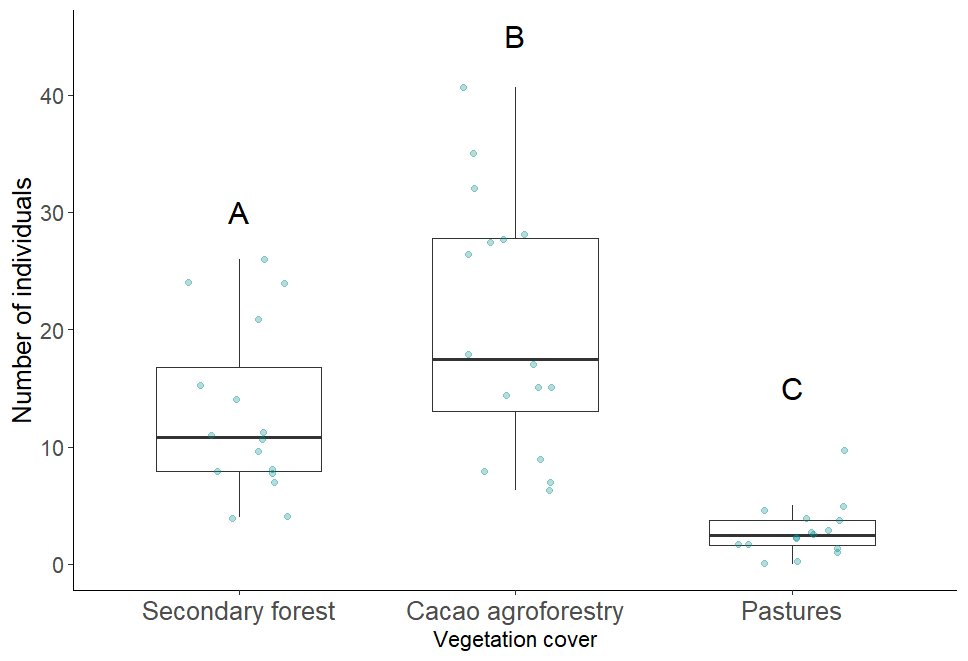 B
40
A
30
Number of individuals
20
C
10
0
Secondary forest
Cacao agroforestry
Pastures
Vegetation cover